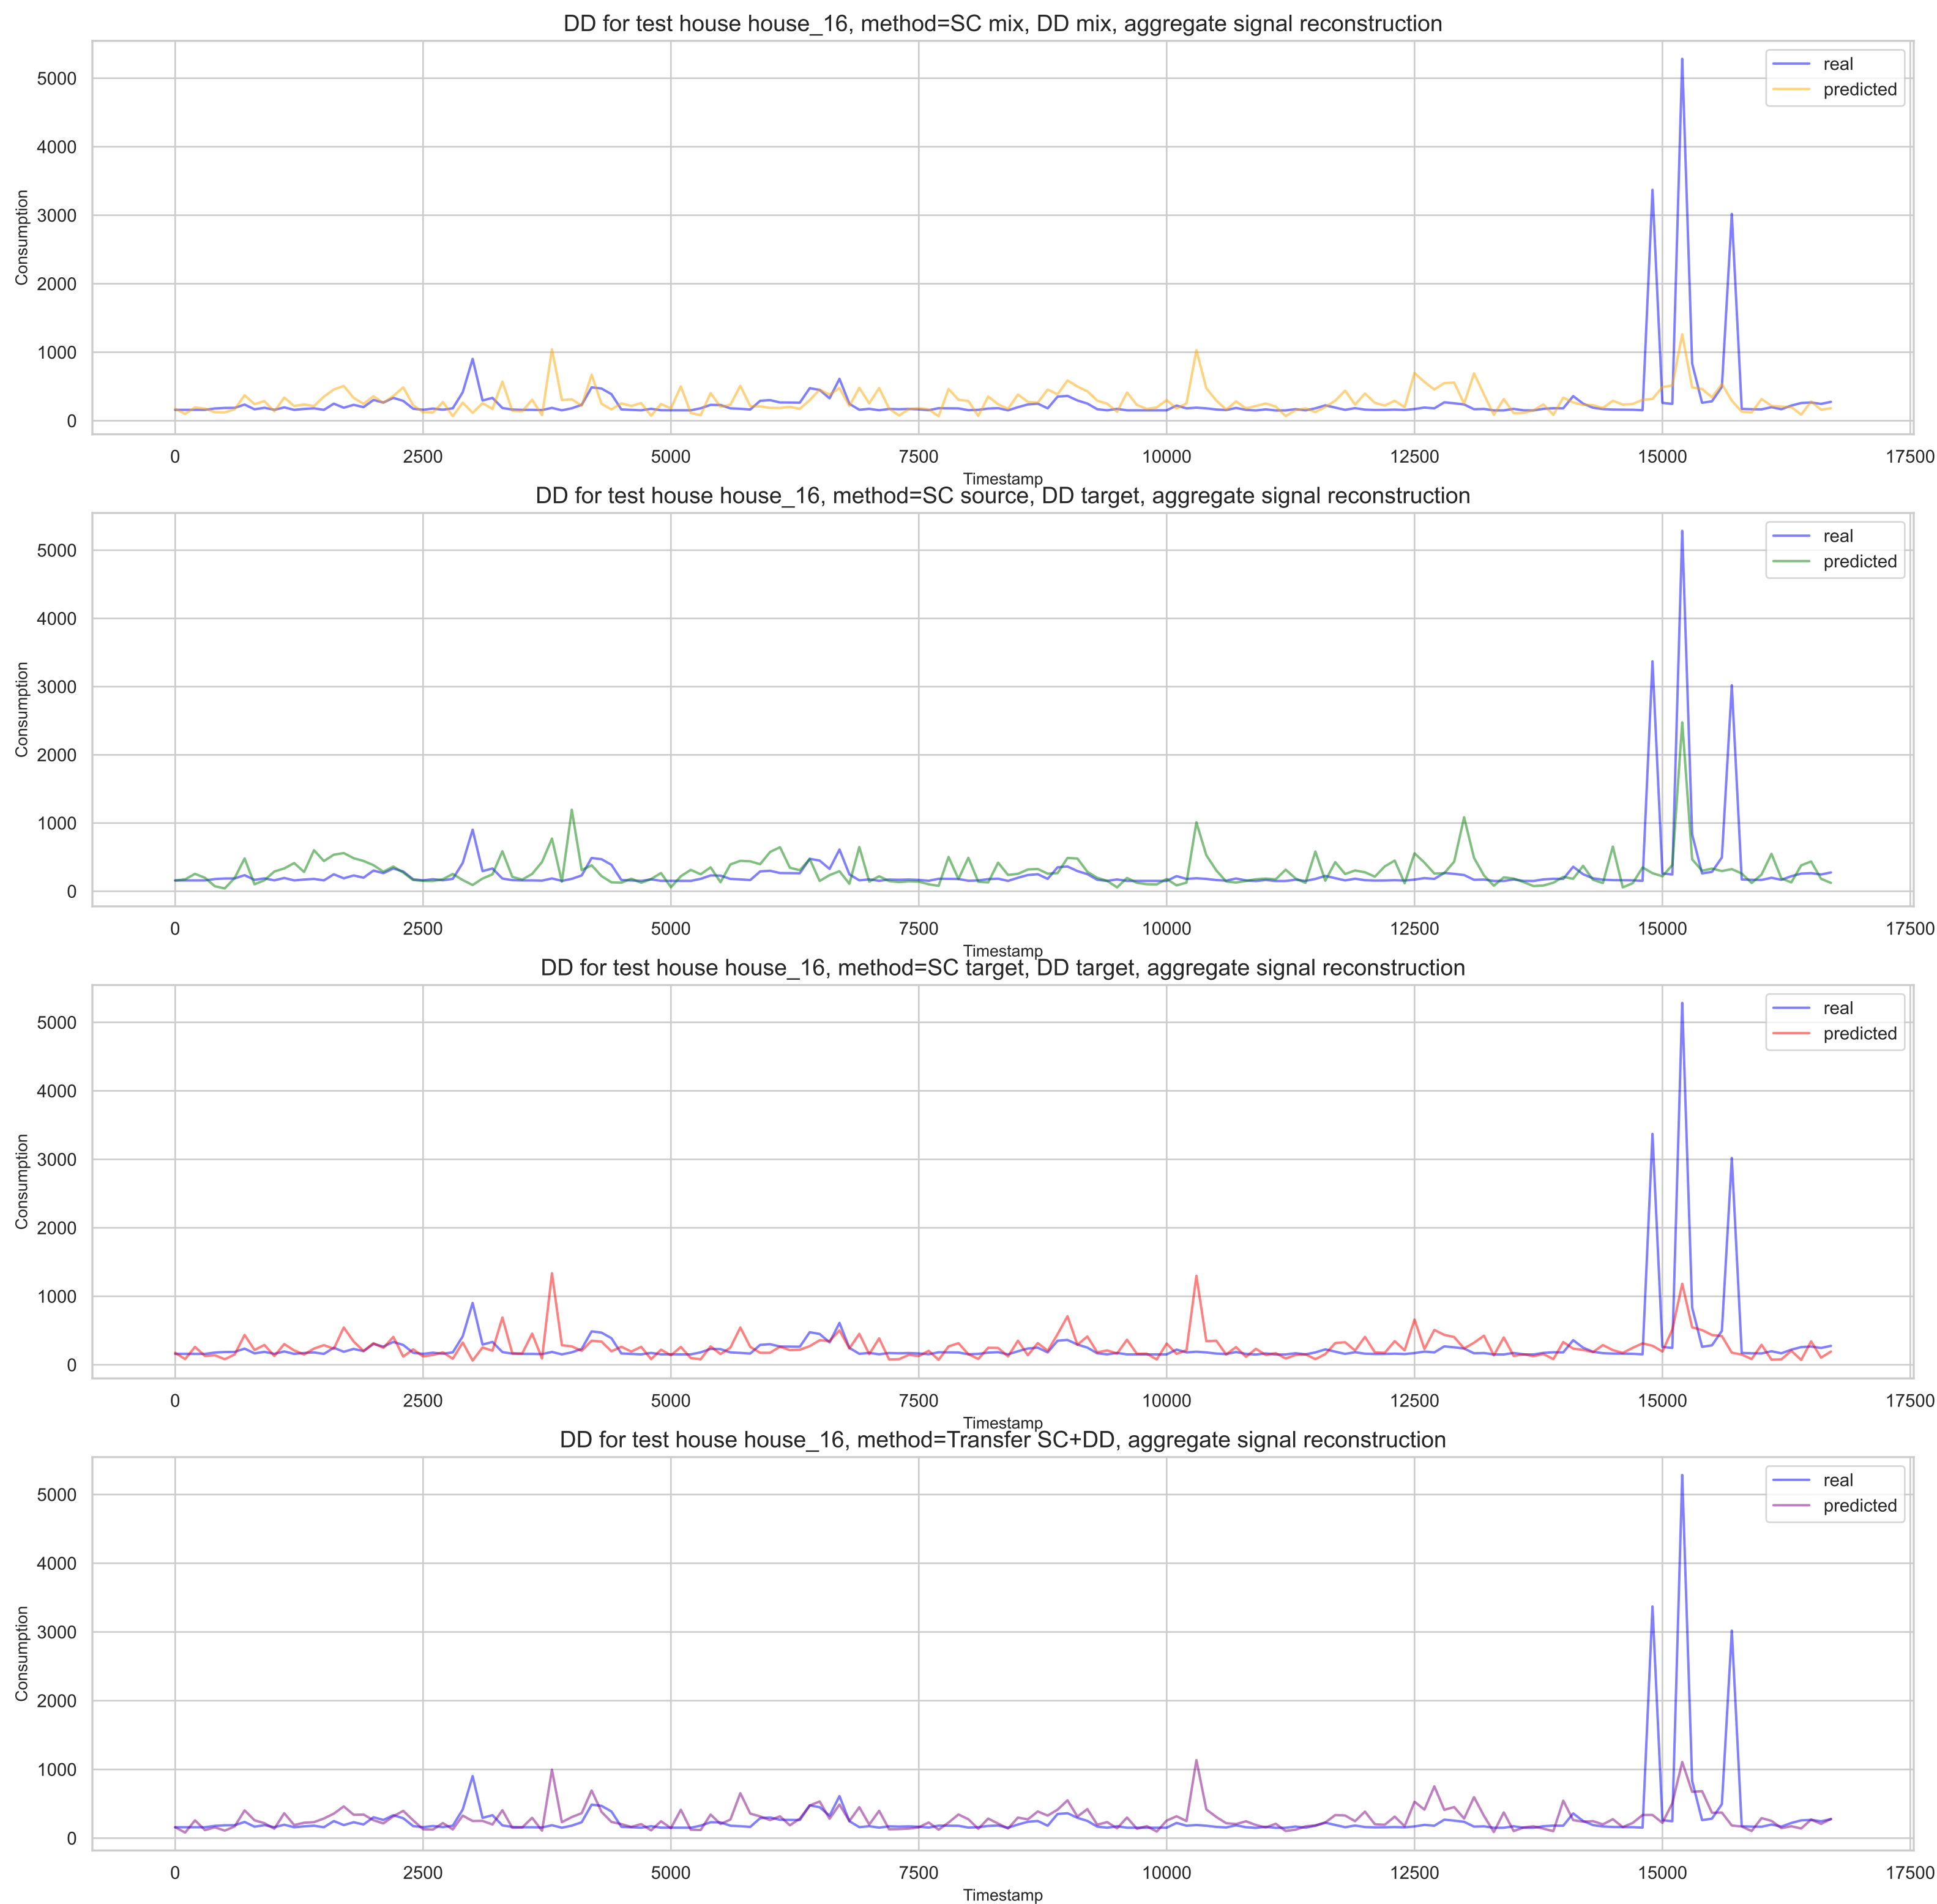 DD for test house house_16, method=SC mix, DD mix, aggregate signal reconstruction
real
predicted
5000
4000
3000
2000
1000
0
Consumption
0 2500 5000 7500 10000 12500 15000 17500
Timestamp
DD for test house house_16, method=SC source, DD target, aggregate signal reconstruction
real
predicted
5000
4000
3000
2000
1000
0
Consumption
0 2500 5000 7500 10000 12500 15000 17500
Timestamp
DD for test house house_16, method=SC target, DD target, aggregate signal reconstruction
real
predicted
5000
4000
3000
2000
1000
0
Consumption
0 2500 5000 7500 10000 12500 15000 17500
Timestamp
DD for test house house_16, method=Transfer SC+DD, aggregate signal reconstruction
real
predicted
5000
4000
3000
2000
1000
0
Consumption
0 2500 5000 7500 10000 12500 15000 17500
Timestamp